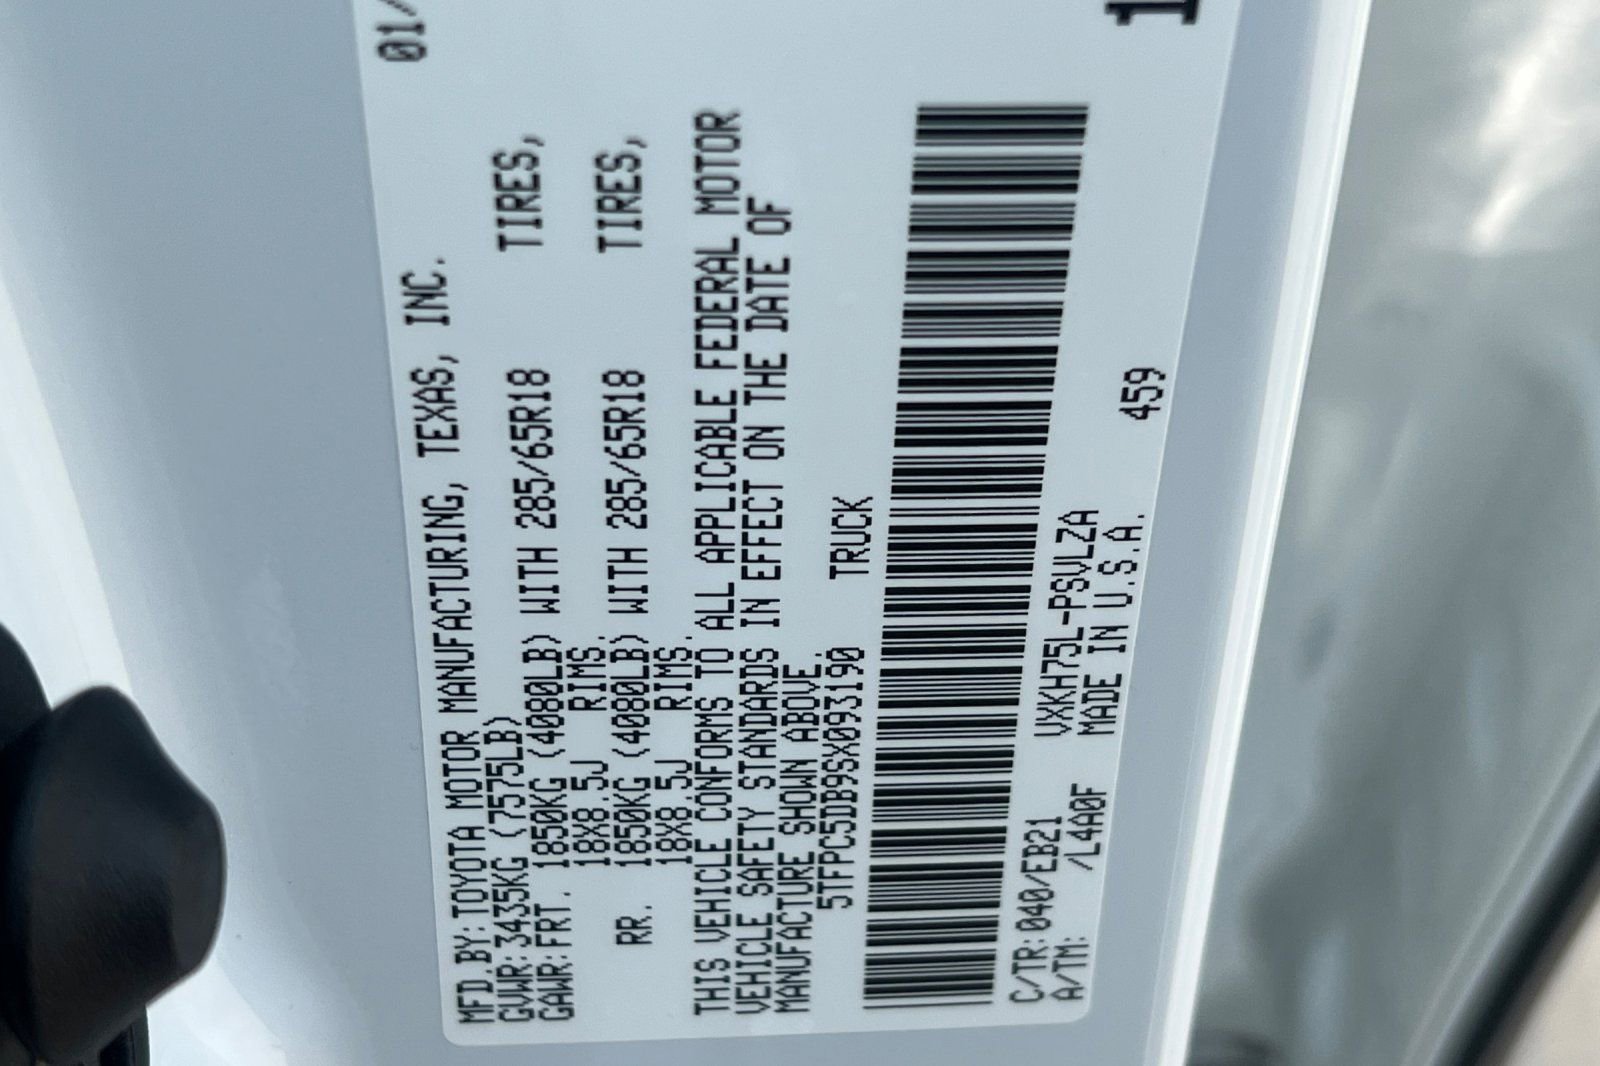 01/
MFD.BY:TOYOTA MOTOR MANUFACTURING, TEXAS, INC.
GVWR:3435KG (7575LB)
GAWR:FRT. 1850KG (4080LB) WITH 285/65R18 TIRES,
18X8.5J RIMS.
RR. 1850KG (4080LB) WITH 285/65R18 TIRES,
18X8.5J RIMS.
THIS VEHICLE CONFORMS TO ALL APPLICABLE FEDERAL MOTOR
VEHICLE SAFETY STANDARDS IN EFFECT ON THE DATE OF
MANUFACTURE SHOWN ABOVE.
5TFPC5DB9SX093190 TRUCK
C/TR:040/EB21 VXKH75L-PSVLZA
A/TM: /L4A0F MADE IN U.S.A. 459
1